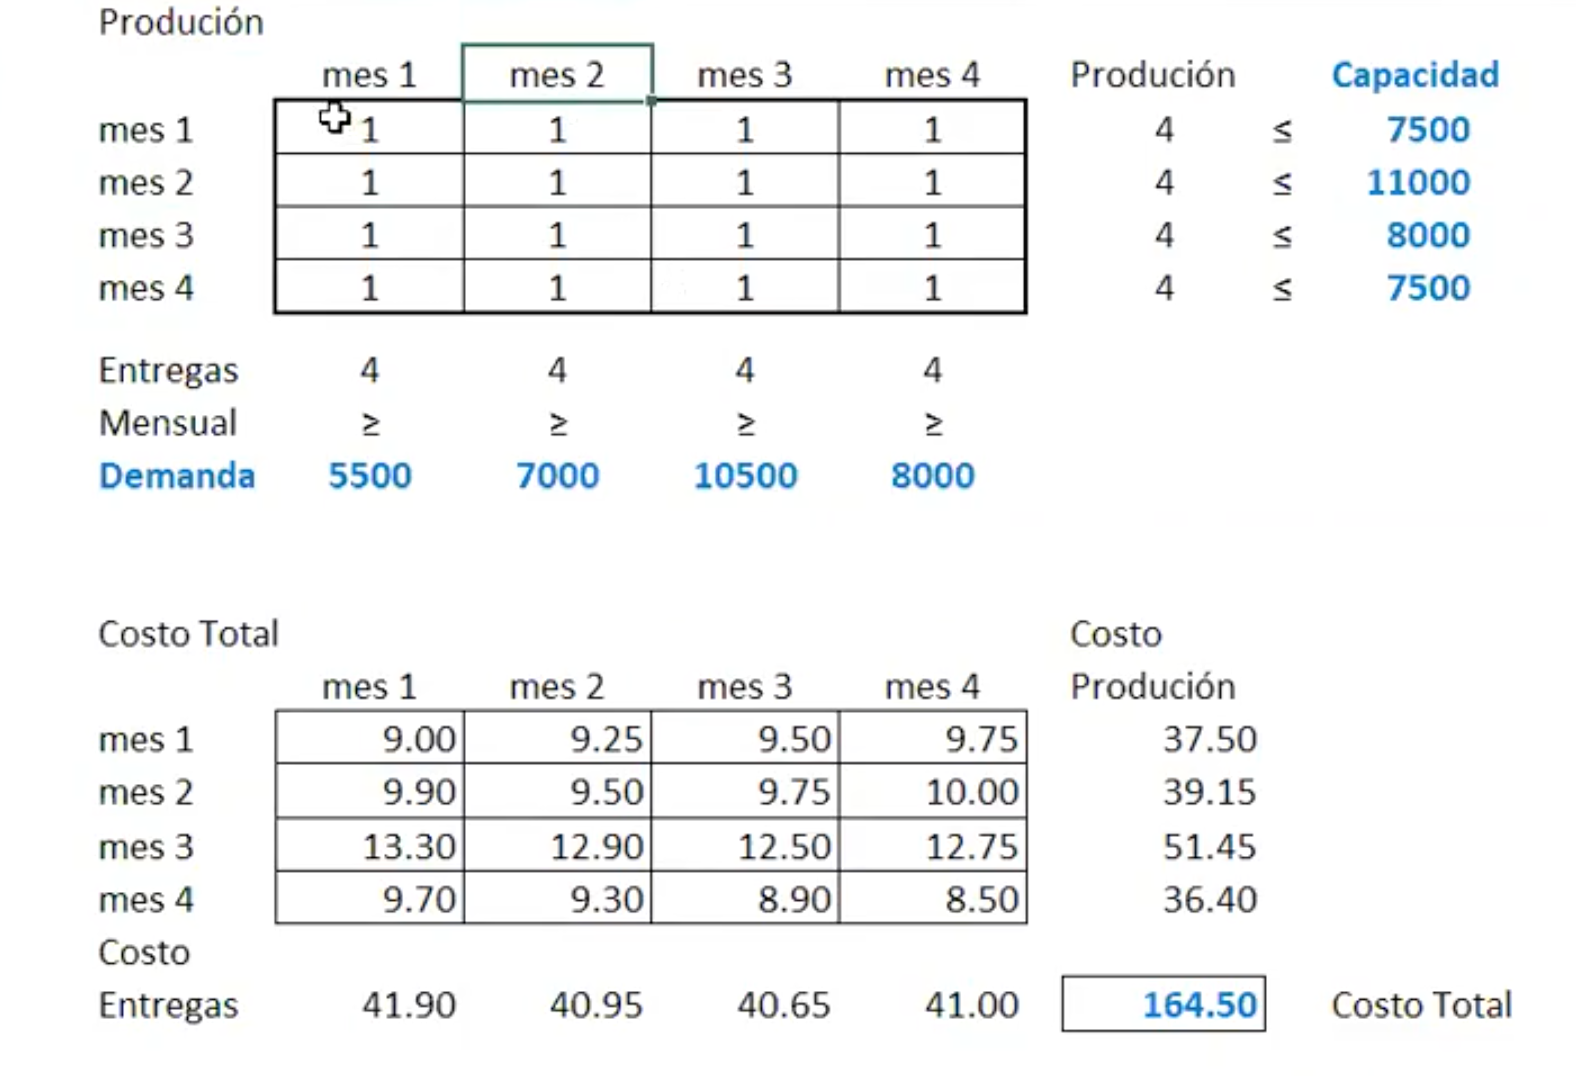 Produción
mes 1 mes 2 mes 3 mes 4 Produción Capacidad
mes 1 1 1 1 1 4 ≤ 7500
mes 2 1 1 1 1 4 ≤ 11000
mes 3 1 1 1 1 4 ≤ 8000
mes 4 1 1 1 1 4 ≤ 7500
Entregas 4 4 4 4
Mensual ≥ ≥ ≥ ≥
Demanda 5500 7000 10500 8000
Costo Total Costo
mes 1 mes 2 mes 3 mes 4 Produción
mes 1 9.00 9.25 9.50 9.75 37.50
mes 2 9.90 9.50 9.75 10.00 39.15
mes 3 13.30 12.90 12.50 12.75 51.45
mes 4 9.70 9.30 8.90 8.50 36.40
Costo
Entregas 41.90 40.95 40.65 41.00 164.50 Costo Total